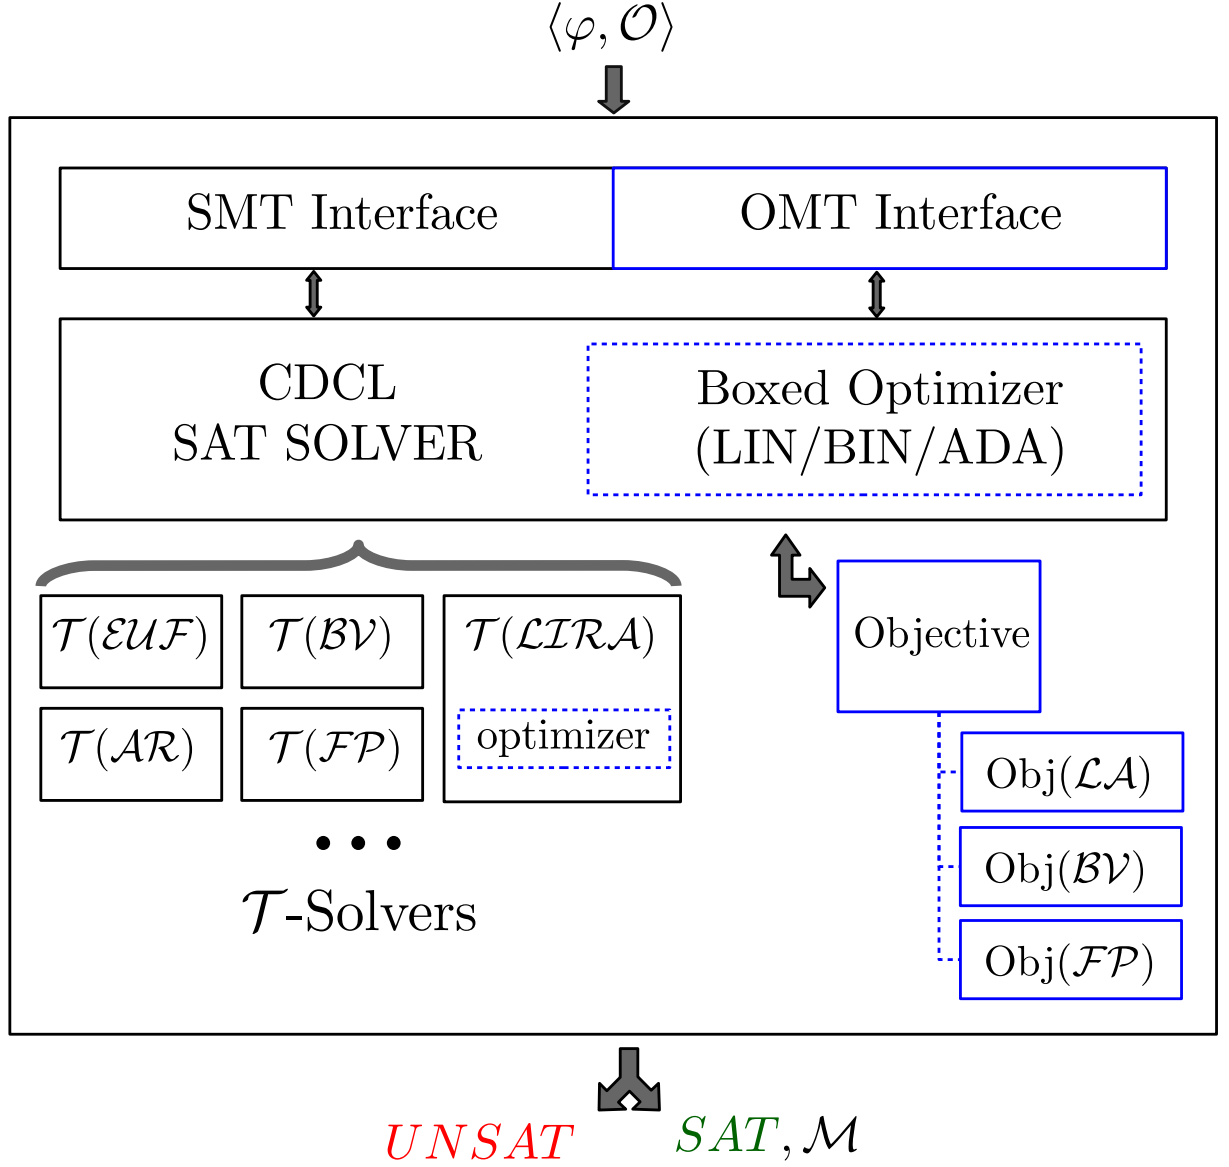 ⟨φ, 𝒪⟩
SMT Interface
OMT Interface
CDCL
SAT SOLVER
Boxed Optimizer
(LIN/BIN/ADA)
𝒯(ℰ𝒰ℱ)
𝒯(ℬ𝒱)
𝒯(ℒℐℛ𝒜)
𝒯(𝒜ℛ)
𝒯(ℱ𝒫)
optimizer
• • •
𝒯-Solvers
Objective
Obj(ℒ𝒜)
Obj(ℬ𝒱)
Obj(ℱ𝒫)
UNSAT
SAT, ℳ